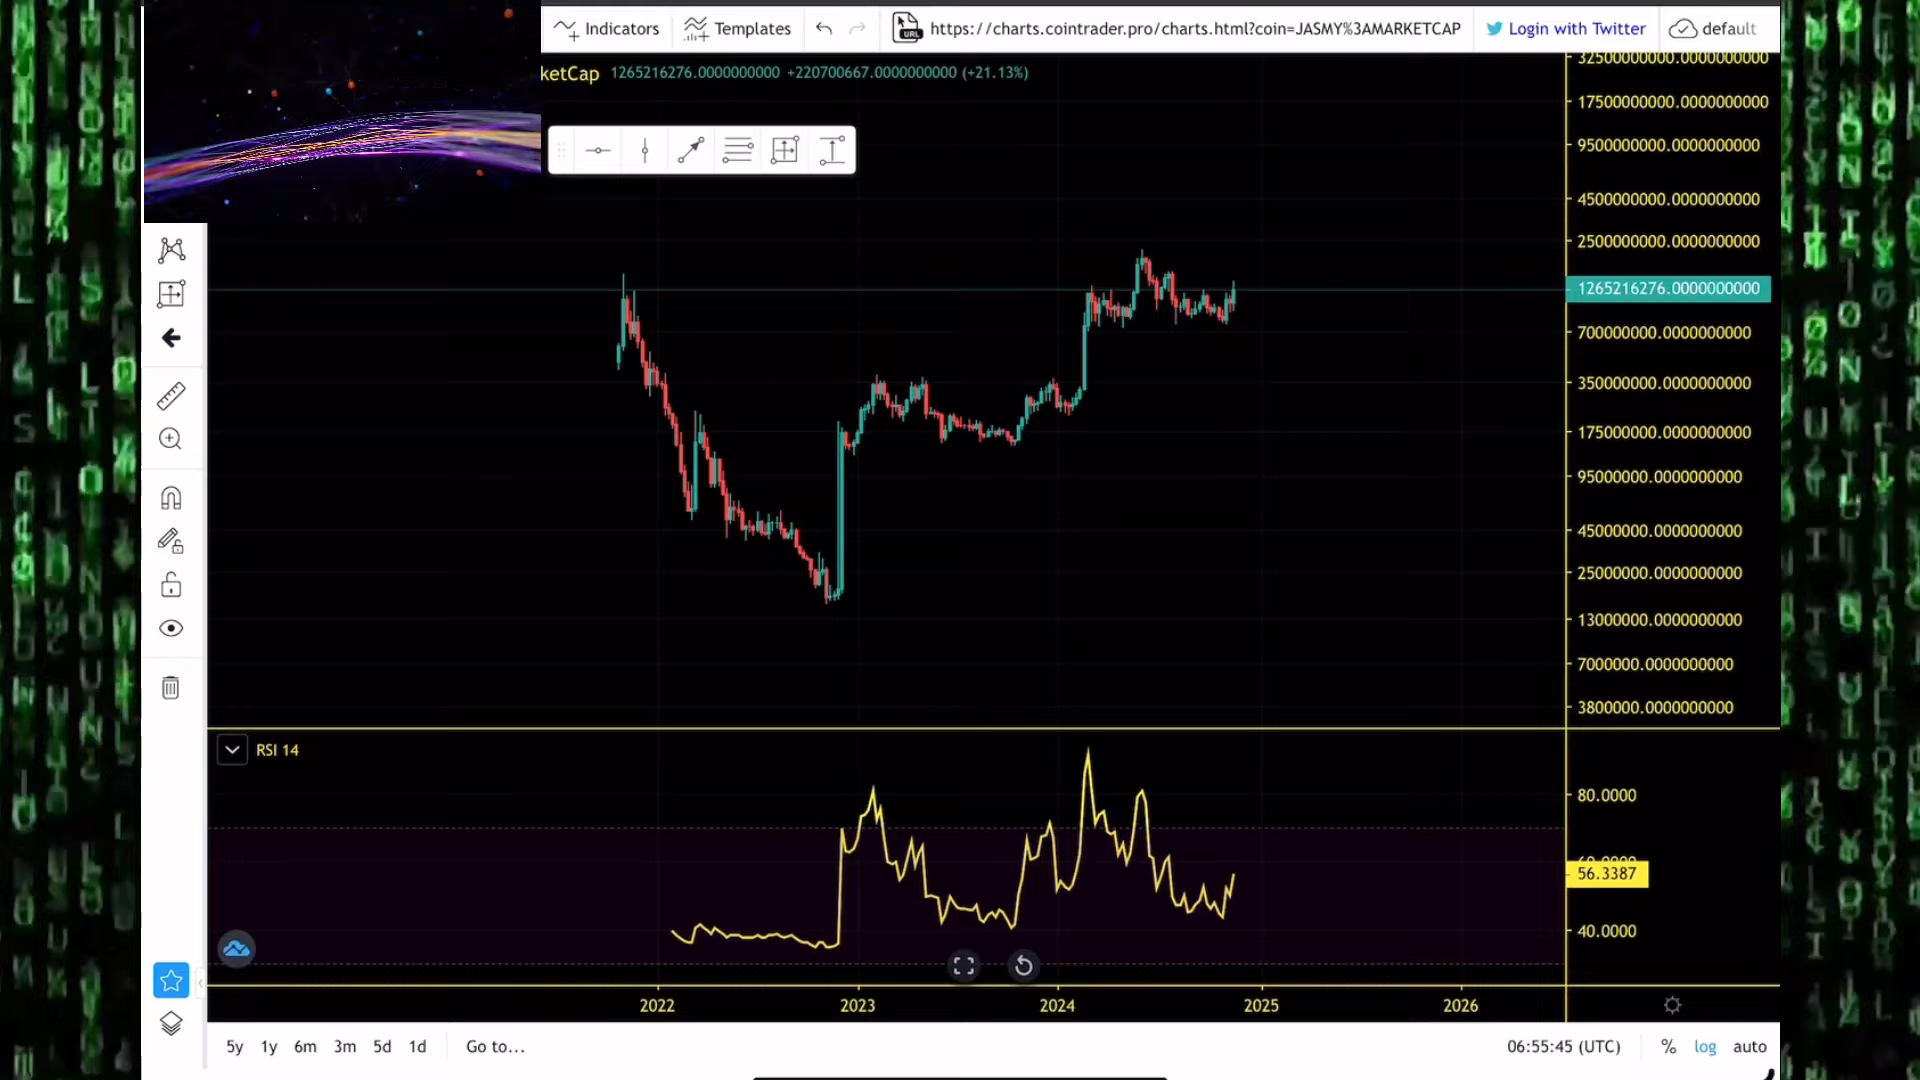 Indicators
Templates
URL
https://charts.cointrader.pro/charts.html?coin=JASMY%3AMARKETCAP
Login with Twitter
default
ketCap 1265216276.0000000000 +220700667.0000000000 (+21.13%)
32500000000.0000000000
17500000000.0000000000
9500000000.0000000000
4500000000.0000000000
2500000000.0000000000
1265216276.0000000000
700000000.0000000000
350000000.0000000000
175000000.0000000000
95000000.0000000000
45000000.0000000000
25000000.0000000000
13000000.0000000000
7000000.0000000000
3800000.0000000000
RSI 14
80.0000
60.0000
56.3387
40.0000
2022 2023 2024 2025 2026
5y 1y 6m 3m 5d 1d Go to...
06:55:45 (UTC) % log auto